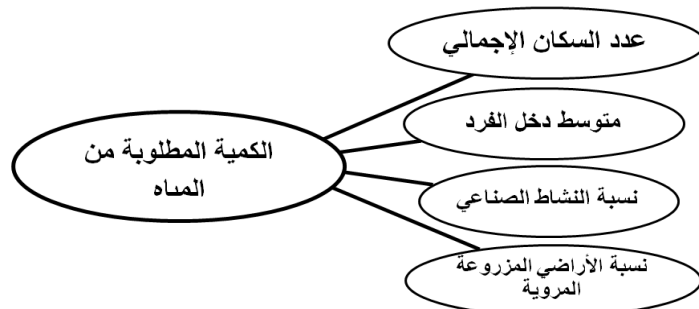 عدد السكان الإجمالي
متوسط دخل الفرد
الكمية المطلوبة من
المياه
نسبة النشاط الصناعي
نسبة الأراضي المزروعة
المروية